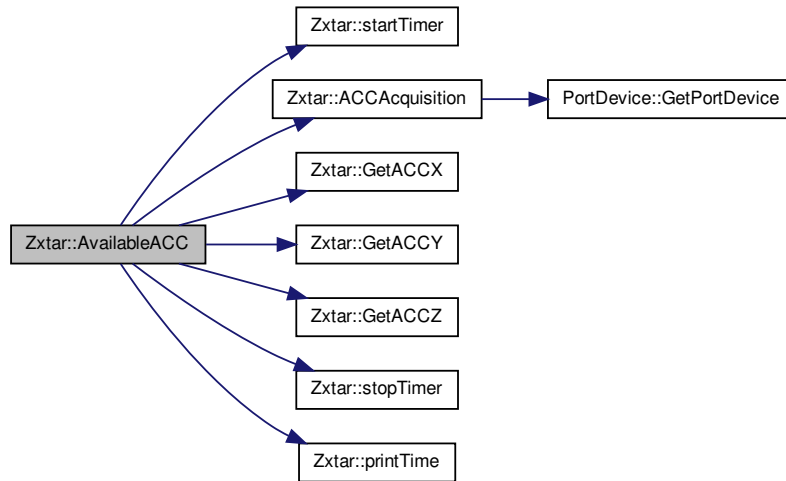 Zxtar::startTimer
Zxtar::ACCAcquisition
PortDevice::GetPortDevice
Zxtar::GetACCX
Zxtar::AvailableACC
Zxtar::GetACCY
Zxtar::GetACCZ
Zxtar::stopTimer
Zxtar::printTime